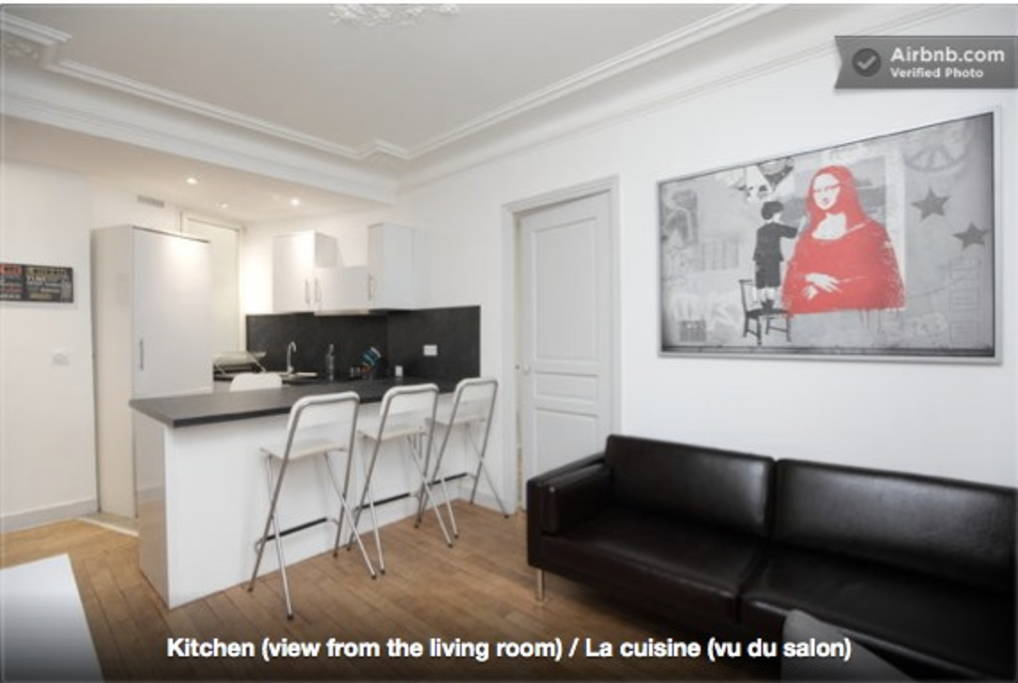 Airbnb.com
Verified Photo
Kitchen (view from the living room) / La cuisine (vu du salon)